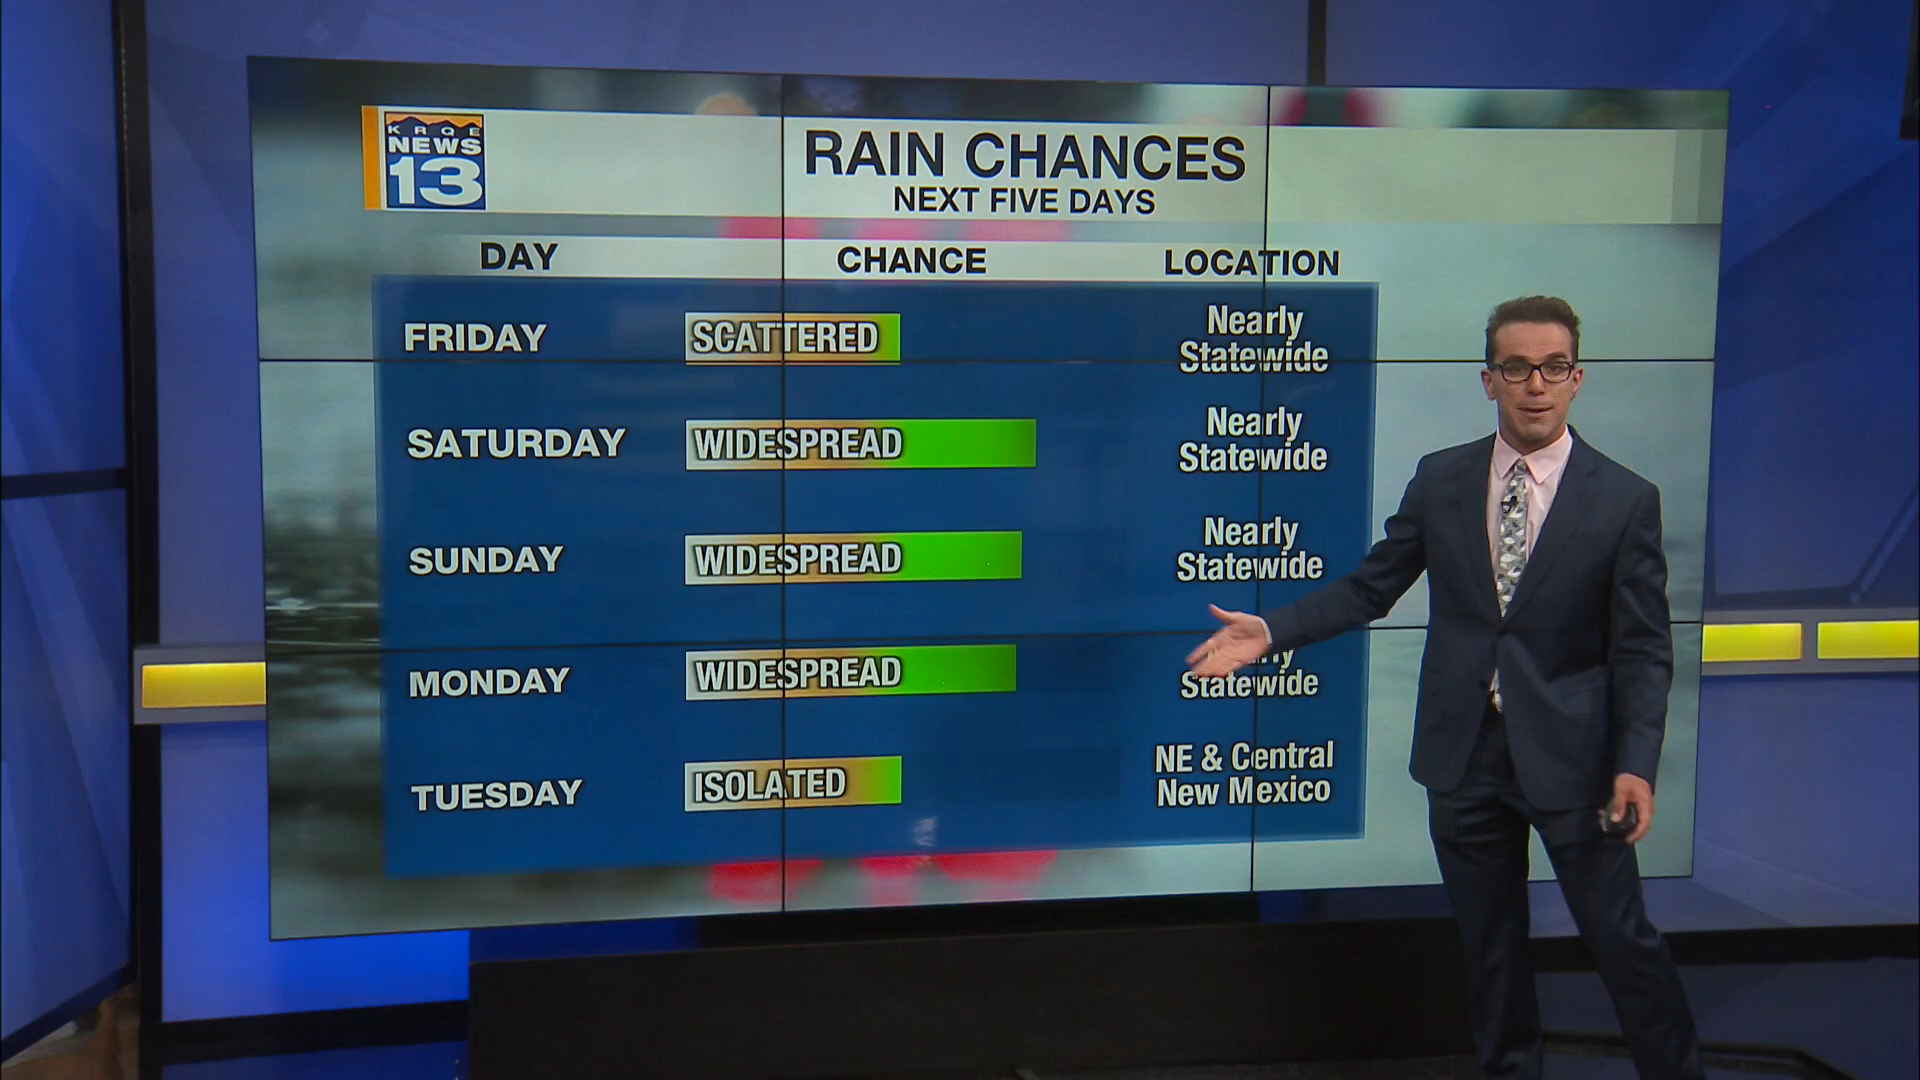 KRQE
NEWS
13
RAIN CHANCES
NEXT FIVE DAYS
DAY CHANCE LOCATION
FRIDAY SCATTERED Nearly
Statewide
SATURDAY WIDESPREAD Nearly
Statewide
SUNDAY WIDESPREAD Nearly
Statewide
MONDAY WIDESPREAD
Statewide
TUESDAY ISOLATED NE & Central
New Mexico